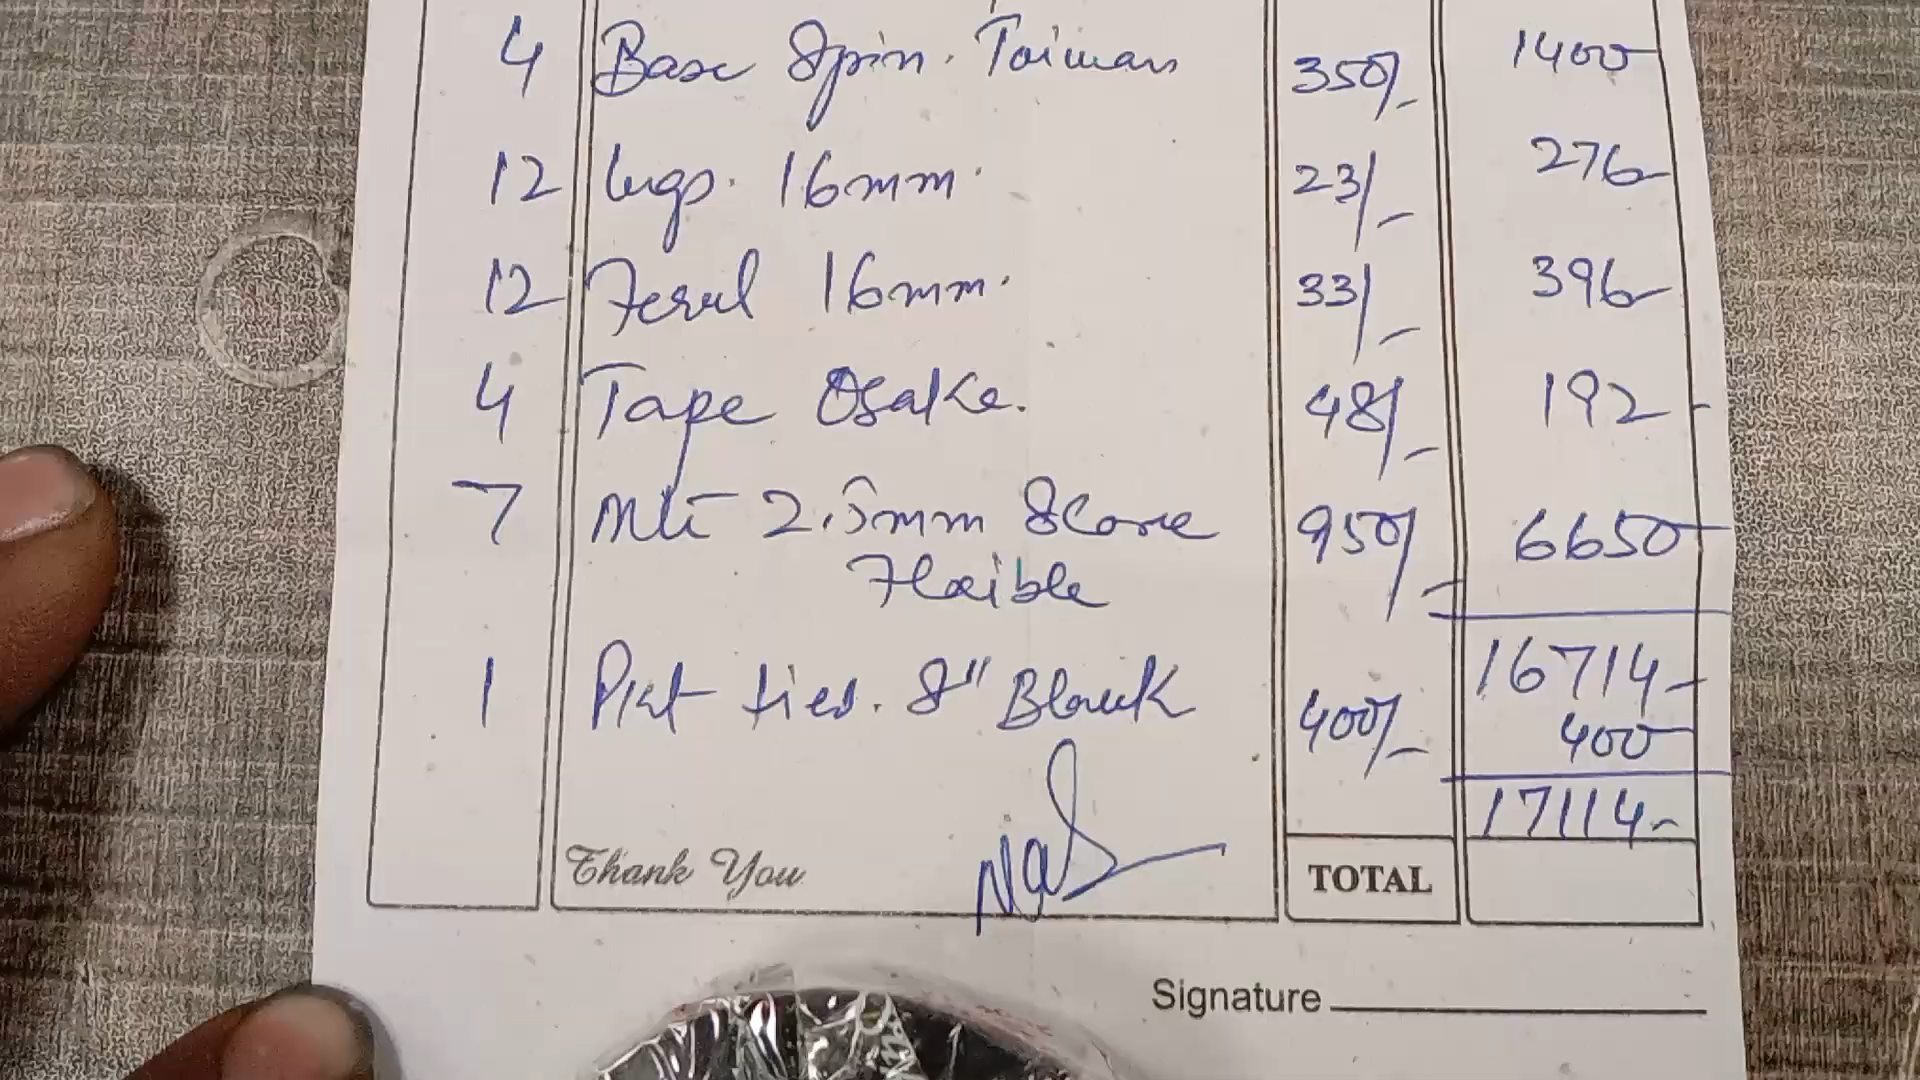 4 Base 8pin. Taiwan 350/- 1400
12 lugs. 16mm. 23/- 276
12 Ferul 16mm. 33/- 396
4 Tape Osaka. 48/- 192
7 2.5mm 8Core 950/- 6650
Flexible
16714
1 ties. 8" Black 400/- 400
17114
Thank You TOTAL
Signature